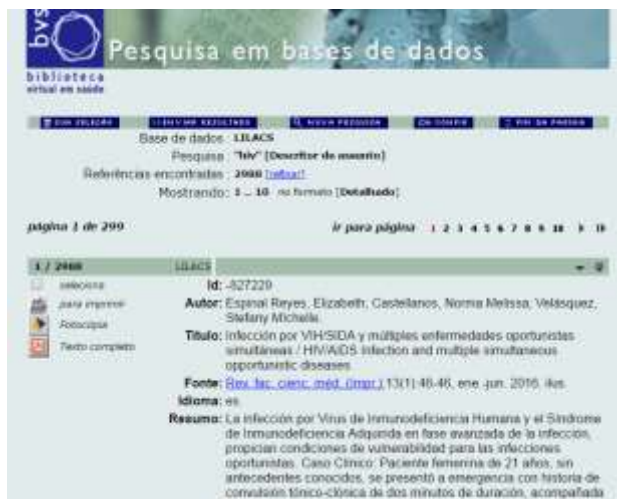 bvs
Pesquisa em bases de dados
biblioteca
virtual em saúde
SUA SELEÇÃO ENVIAR RESULTADO NOVA PESQUISA CONFIG FIM DA PÁGINA
Base de dados : LILACS
Pesquisa : "hiv" [Descritor de assunto]
Referências encontradas : 2988 [refinar]
Mostrando: 1 .. 10 no formato [Detalhado]
página 1 de 299 ir para página 1 2 3 4 5 6 7 8 9 10
1 / 2988 LILACS
seleciona
para imprimir
Fotocópia
Texto completo
Id: -827229
Autor: Espinal Reyes, Elizabeth; Castellanos, Norma Melissa; Velásquez,
Stefany Michelle.
Título: Infección por VIH/SIDA y múltiples enfermedades oportunistas
simultáneas / HIV/AIDS Infection and multiple simultaneous
opportunistic diseases
Fonte: Rev. fac. cienc. méd. (Impr.) 13(1):46-46, ene.-jun. 2016. ilus.
Idioma: es.
Resumo: La infección por Virus de Inmunodeficiencia Humana y el Síndrome
de Inmunodeficiencia Adquirida en fase avanzada de la infección,
propician condiciones de vulnerabilidad para las infecciones
oportunistas. Caso Clínico: Paciente femenina de 21 años, sin
antecedentes conocidos, se presentó a emergencia con historia de
convulsión tónico-clónica de dos minutos de duración, acompañada